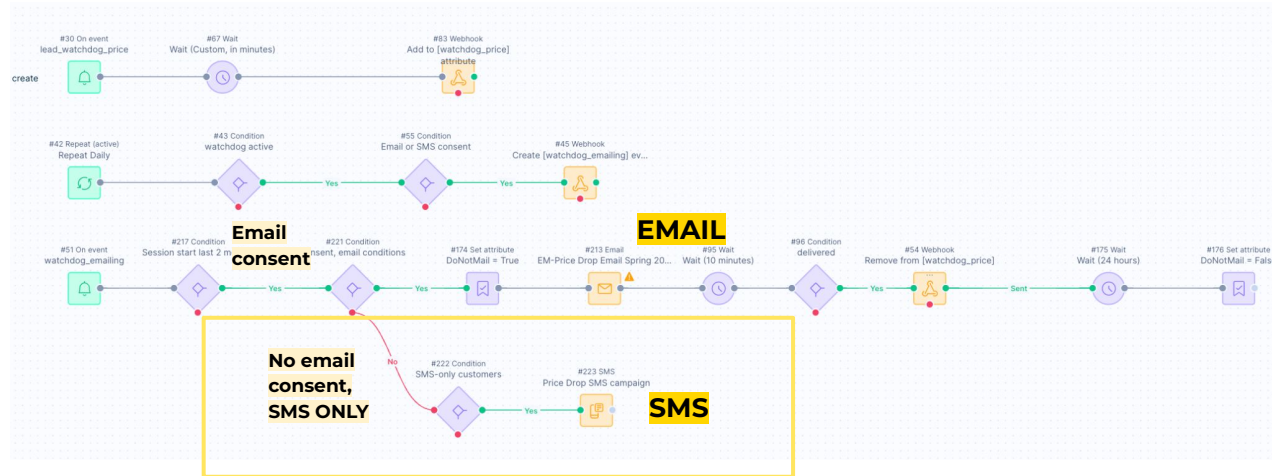 #30 On event
lead_watchdog_price
#67 Wait
Wait (Custom, in minutes)
#83 Webhook
Add to [watchdog_price]
attribute
create
#42 Repeat (active)
Repeat Daily
#43 Condition
watchdog active
#55 Condition
Email or SMS consent
#45 Webhook
Create [watchdog_emailing] ev...
Yes
Yes
Email
consent
EMAIL
#51 On event
watchdog_emailing
#217 Condition
Session start last 2 m
#221 Condition
nsent, email conditions
#174 Set attribute
DoNotMail = True
#213 Email
EM-Price Drop Email Spring 20...
#95 Wait
Wait (10 minutes)
#96 Condition
delivered
#54 Webhook
Remove from [watchdog_price]
#175 Wait
Wait (24 hours)
#176 Set attribute
DoNotMail = Fals
Yes
Yes
Yes
Sent
No email
consent,
SMS ONLY
No
#222 Condition
SMS-only customers
#223 SMS
Price Drop SMS campaign
Yes
SMS